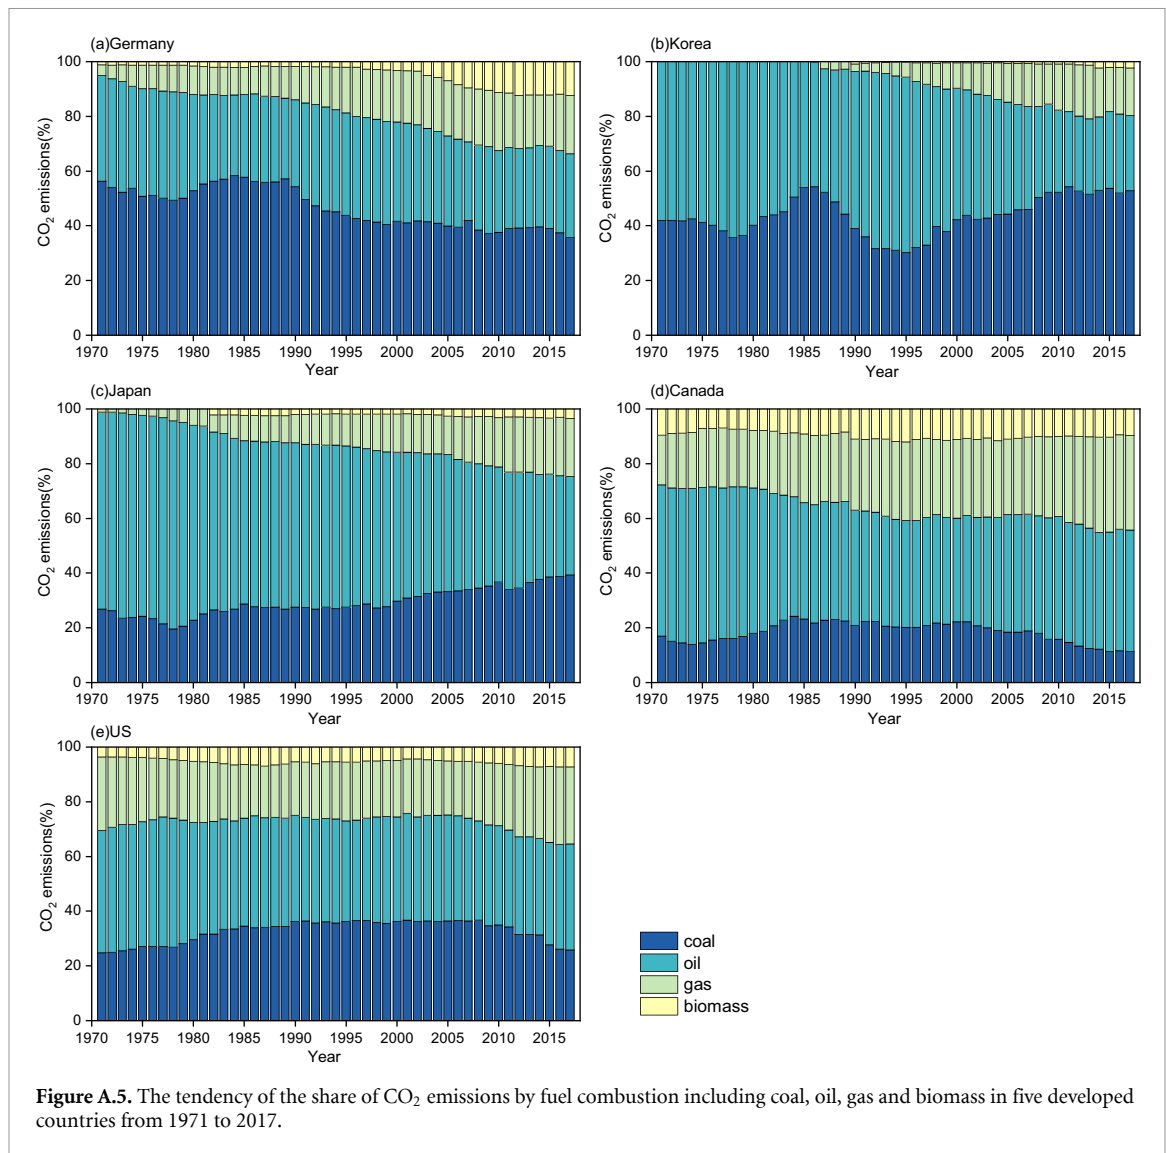 (a)Germany
100
80
60
40
20
0
CO2 emissions(%)
1970 1975 1980 1985 1990 1995 2000 2005 2010 2015
Year
(b)Korea
100
80
60
40
20
0
CO2 emissions(%)
1970 1975 1980 1985 1990 1995 2000 2005 2010 2015
Year
(c)Japan
100
80
60
40
20
0
CO2 emissions(%)
1970 1975 1980 1985 1990 1995 2000 2005 2010 2015
Year
(d)Canada
100
80
60
40
20
0
CO2 emissions(%)
1970 1975 1980 1985 1990 1995 2000 2005 2010 2015
Year
(e)US
100
80
60
40
20
0
CO2 emissions(%)
1970 1975 1980 1985 1990 1995 2000 2005 2010 2015
Year
coal
oil
gas
biomass
Figure A.5. The tendency of the share of CO2 emissions by fuel combustion including coal, oil, gas and biomass in five developed
countries from 1971 to 2017.